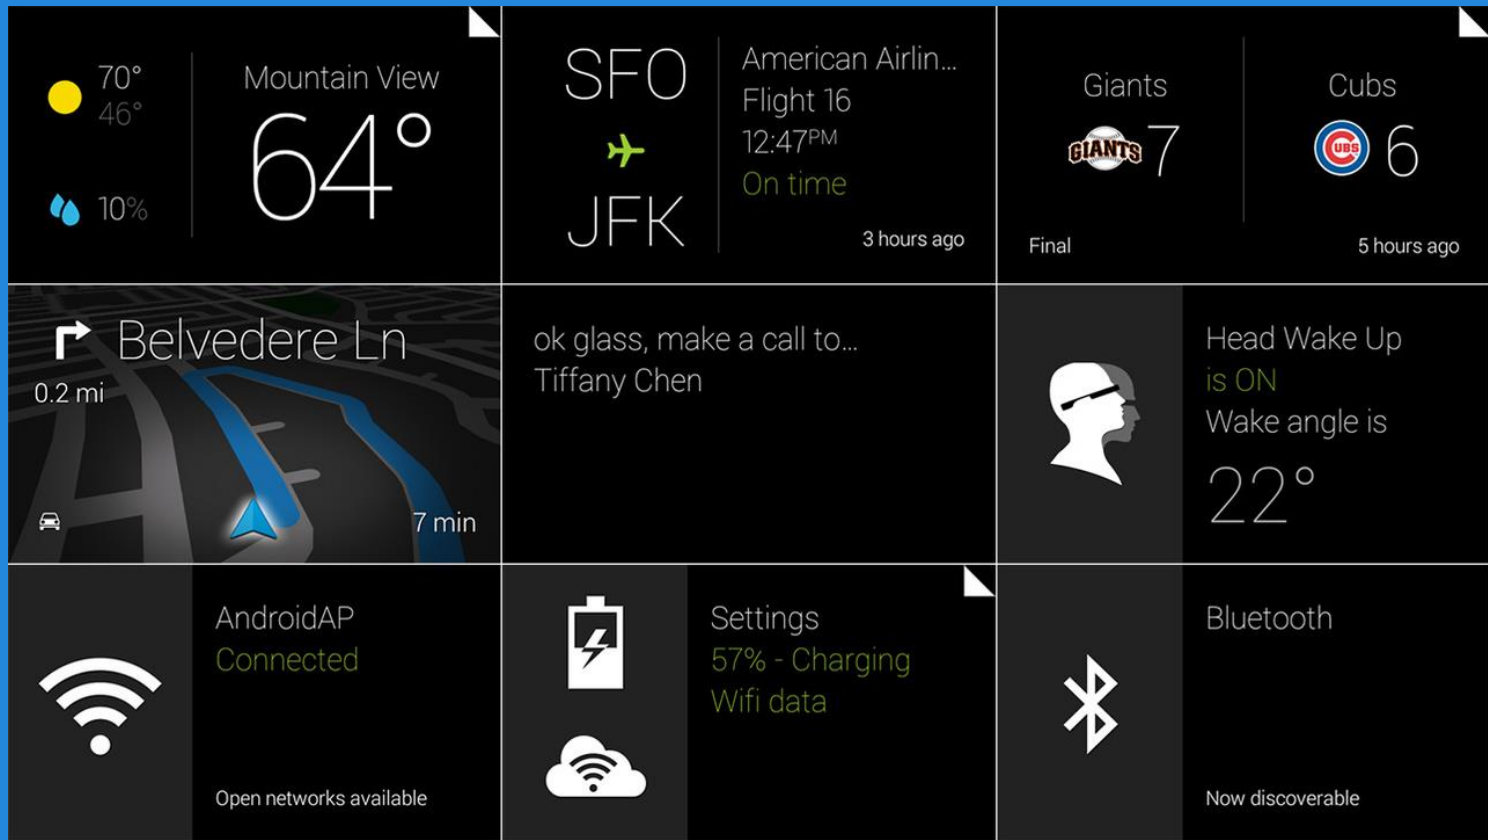 70°
46°
10%
Mountain View
64°
SFO
JFK
American Airlin...
Flight 16
12:47PM
On time
3 hours ago
Giants
GIANTS 7
Cubs
CUBS 6
Final
5 hours ago
Belvedere Ln
0.2 mi
7 min
ok glass, make a call to...
Tiffany Chen
Head Wake Up
is ON
Wake angle is
22°
AndroidAP
Connected
Open networks available
Settings
57% - Charging
Wifi data
Bluetooth
Now discoverable